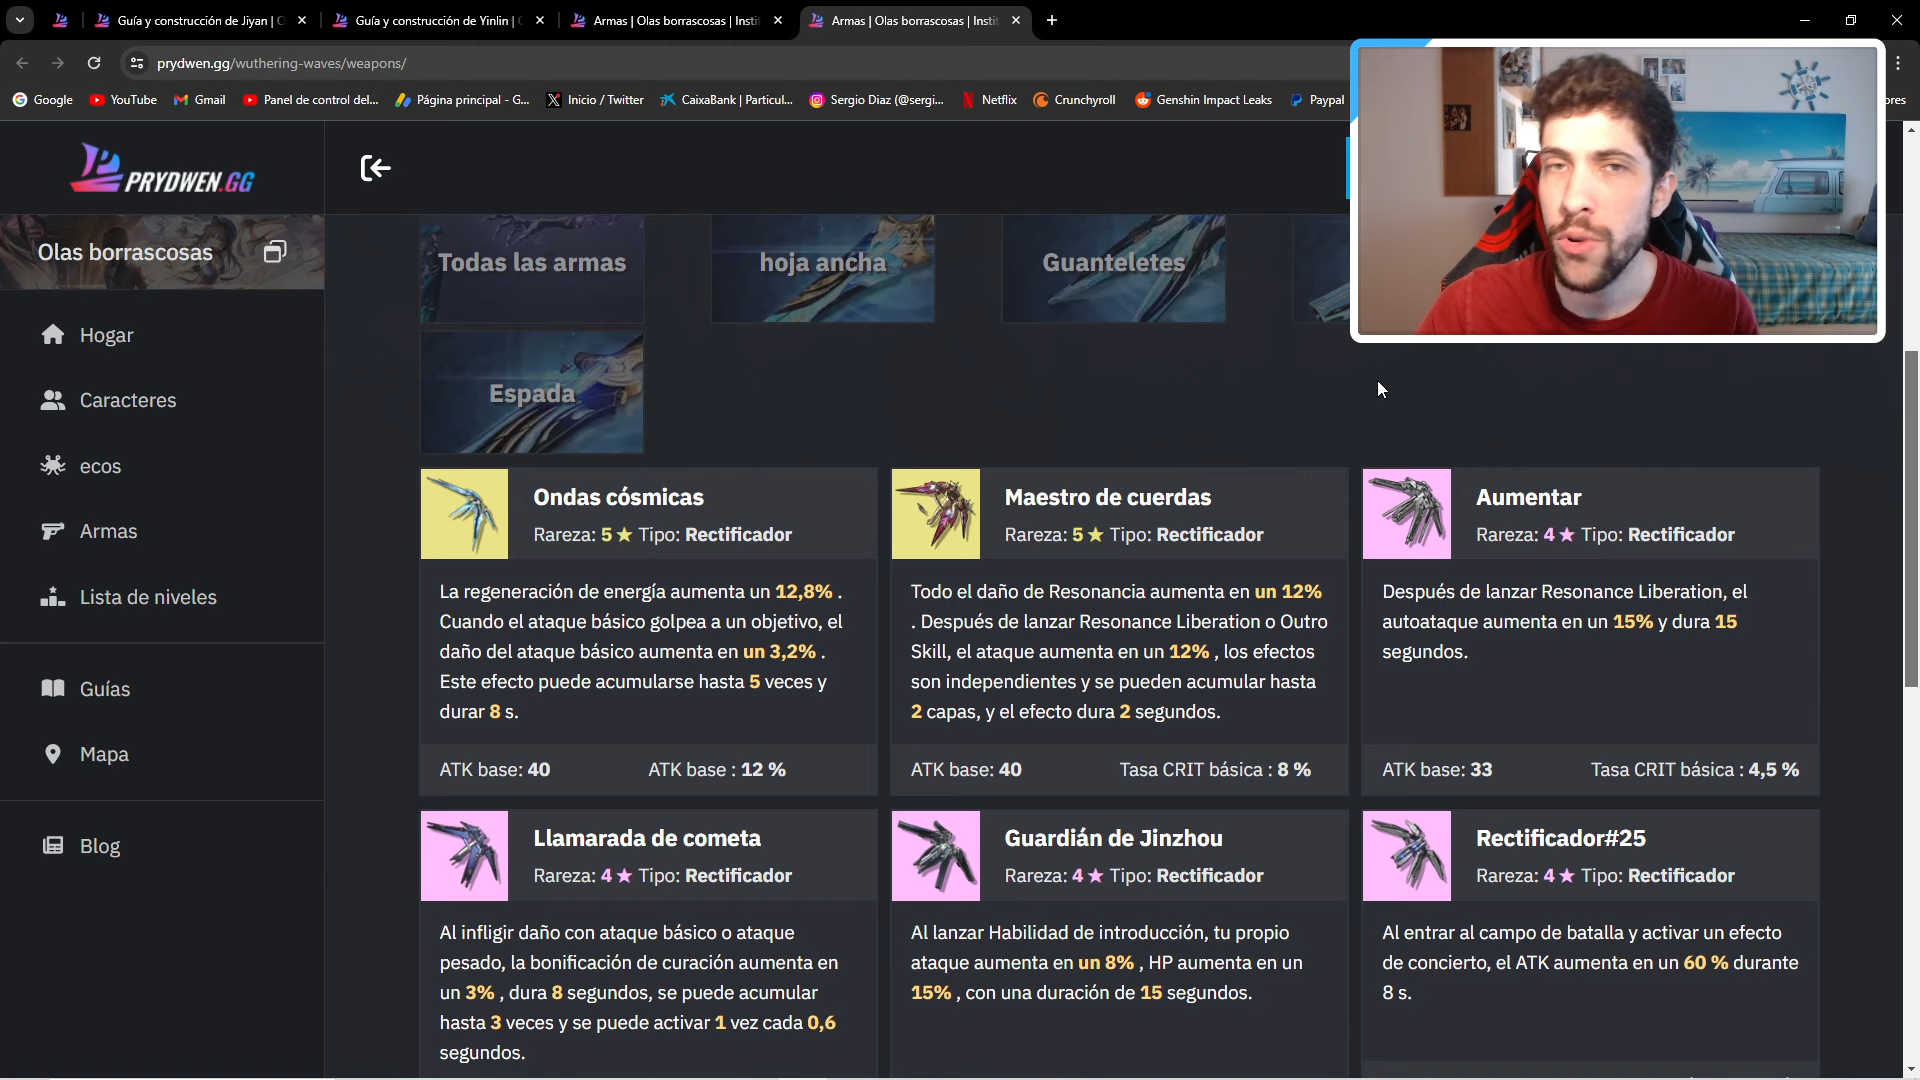 Guía y construcción de Jiyan |
Guía y construcción de Yinlin |
Armas | Olas borrascosas | Insti
Armas | Olas borrascosas | Instit
prydwen.gg/wuthering-waves/weapons/
Google
YouTube
Gmail
Panel de control del...
Página principal - G...
Inicio / Twitter
CaixaBank | Particul...
Sergio Diaz (@sergi...
Netflix
Crunchyroll
Genshin Impact Leaks
Paypal
ores
PRYDWEN.GG
Olas borrascosas
Hogar
Caracteres
ecos
Armas
Lista de niveles
Guías
Mapa
Blog
Todas las armas
hoja ancha
Guanteletes
Espada
Ondas cósmicas
Rareza: 5 ★ Tipo: Rectificador
La regeneración de energía aumenta un 12,8% .
Cuando el ataque básico golpea a un objetivo, el
daño del ataque básico aumenta en un 3,2% .
Este efecto puede acumularse hasta 5 veces y
durar 8 s.
ATK base: 40
ATK base : 12 %
Maestro de cuerdas
Rareza: 5 ★ Tipo: Rectificador
Todo el daño de Resonancia aumenta en un 12%
. Después de lanzar Resonance Liberation o Outro
Skill, el ataque aumenta en un 12% , los efectos
son independientes y se pueden acumular hasta
2 capas, y el efecto dura 2 segundos.
ATK base: 40
Tasa CRIT básica : 8 %
Aumentar
Rareza: 4 ★ Tipo: Rectificador
Después de lanzar Resonance Liberation, el
autoataque aumenta en un 15% y dura 15
segundos.
ATK base: 33
Tasa CRIT básica : 4,5 %
Llamarada de cometa
Rareza: 4 ★ Tipo: Rectificador
Al infligir daño con ataque básico o ataque
pesado, la bonificación de curación aumenta en
un 3% , dura 8 segundos, se puede acumular
hasta 3 veces y se puede activar 1 vez cada 0,6
segundos.
Guardián de Jinzhou
Rareza: 4 ★ Tipo: Rectificador
Al lanzar Habilidad de introducción, tu propio
ataque aumenta en un 8% , HP aumenta en un
15% , con una duración de 15 segundos.
Rectificador#25
Rareza: 4 ★ Tipo: Rectificador
Al entrar al campo de batalla y activar un efecto
de concierto, el ATK aumenta en un 60 % durante
8 s.